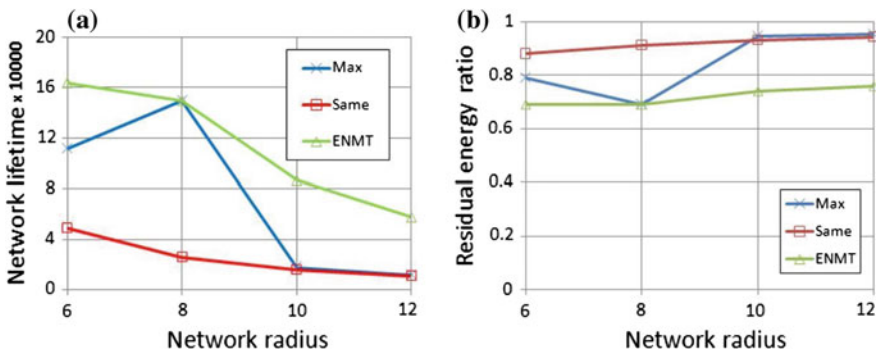 (a)
Network lifetime × 10000
20
16
12
8
4
0
Max
Same
ENMT
6
8
10
12
Network radius
(b)
Residual energy ratio
1
0.8
0.6
0.4
0.2
0
Max
Same
ENMT
6
8
10
12
Network radius